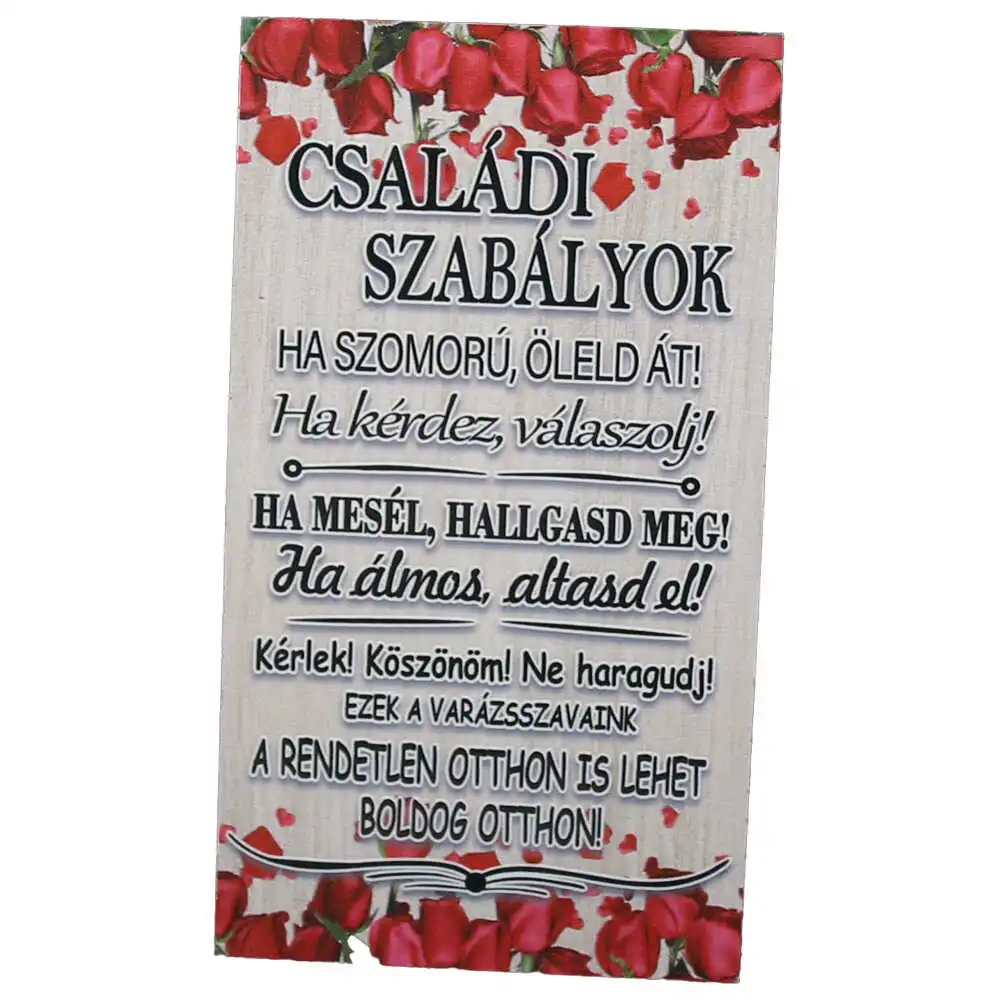 CSALÁDI
SZABÁLYOK
HA SZOMORÚ, ÖLELD ÁT!
Ha kérdez, válaszolj!
HA MESÉL, HALLGASD MEG!
Ha álmos, altasd el!
Kérlek! Köszönöm! Ne haragudj!
EZEK A VARÁZSSZAVAINK
A RENDETLEN OTTHON IS LEHET
BOLDOG OTTHON!